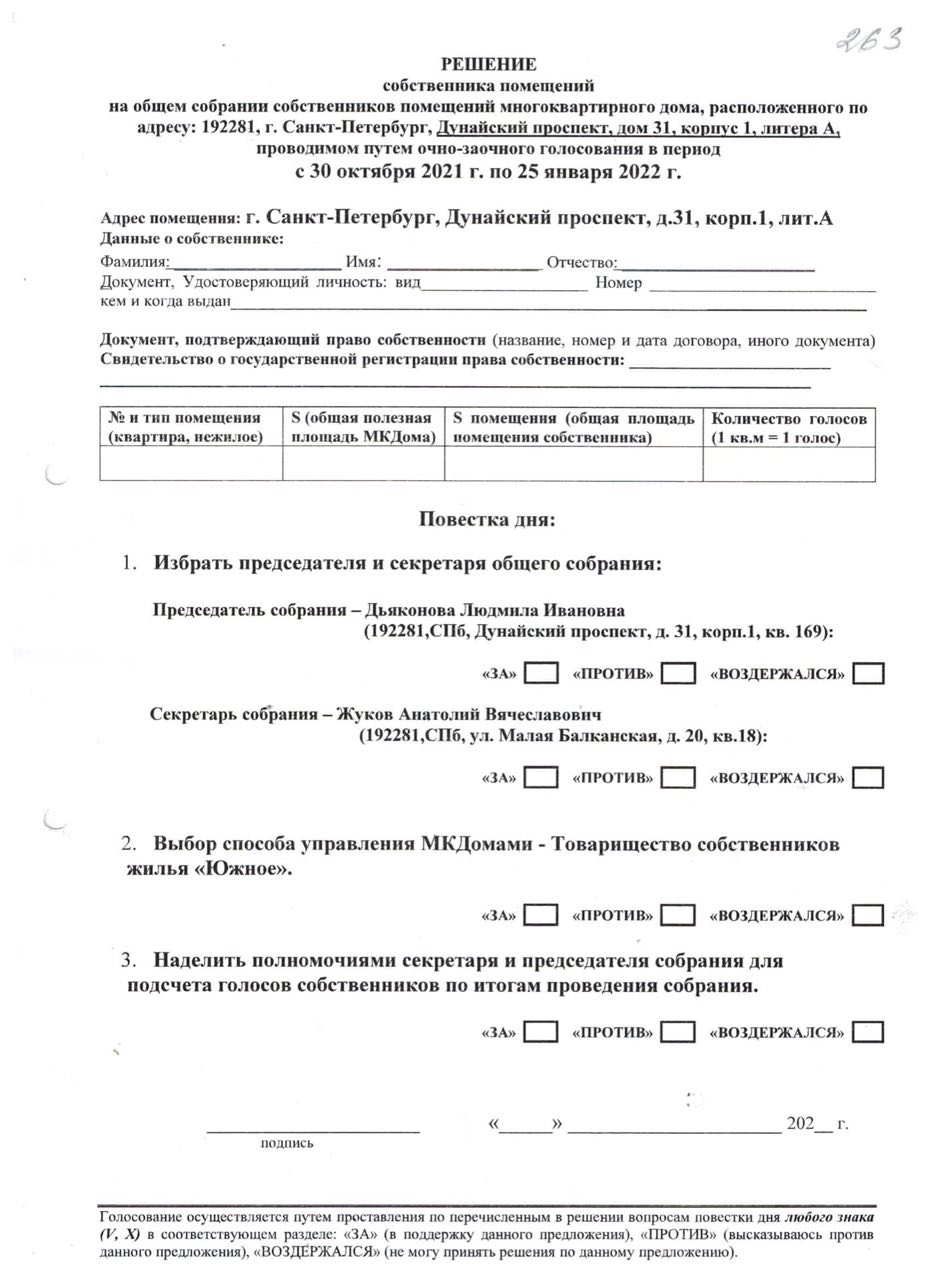 263
РЕШЕНИЕ
собственника помещений
на общем собрании собственников помещений многоквартирного дома, расположенного по
адресу: 192281, г. Санкт-Петербург, Дунайский проспект, дом 31, корпус 1, литера А,
проводимом путем очно-заочного голосования в период
с 30 октября 2021 г. по 25 января 2022 г.
Адрес помещения: г. Санкт-Петербург, Дунайский проспект, д.31, корп.1, лит.А
Данные о собственнике:
Фамилия:____________________ Имя: __________________ Отчество:_______________________
Документ, Удостоверяющий личность: вид____________________ Номер ___________________________
кем и когда выдан____________________________________________________________________________
Документ, подтверждающий право собственности (название, номер и дата договора, иного документа)
Свидетельство о государственной регистрации права собственности: ________________________
_____________________________________________________________________________________
№ и тип помещения (квартира, нежилое)
S (общая полезная площадь МКДома)
S помещения (общая площадь помещения собственника)
Количество голосов (1 кв.м = 1 голос)
Повестка дня:
1. Избрать председателя и секретаря общего собрания:
Председатель собрания – Дьяконова Людмила Ивановна
(192281,СПб, Дунайский проспект, д. 31, корп.1, кв. 169):
«ЗА» «ПРОТИВ» «ВОЗДЕРЖАЛСЯ»
Секретарь собрания – Жуков Анатолий Вячеславович
(192281,СПб, ул. Малая Балканская, д. 20, кв.18):
«ЗА» «ПРОТИВ» «ВОЗДЕРЖАЛСЯ»
2. Выбор способа управления МКДомами - Товарищество собственников
жилья «Южное».
«ЗА» «ПРОТИВ» «ВОЗДЕРЖАЛСЯ»
3. Наделить полномочиями секретаря и председателя собрания для
подсчета голосов собственников по итогам проведения собрания.
«ЗА» «ПРОТИВ» «ВОЗДЕРЖАЛСЯ»
_______________________ «_____» _______________________ 202__ г.
подпись
Голосование осуществляется путем проставления по перечисленным в решении вопросам повестки дня любого знака
(V, X) в соответствующем разделе: «ЗА» (в поддержку данного предложения), «ПРОТИВ» (высказываюсь против
данного предложения), «ВОЗДЕРЖАЛСЯ» (не могу принять решения по данному предложению).